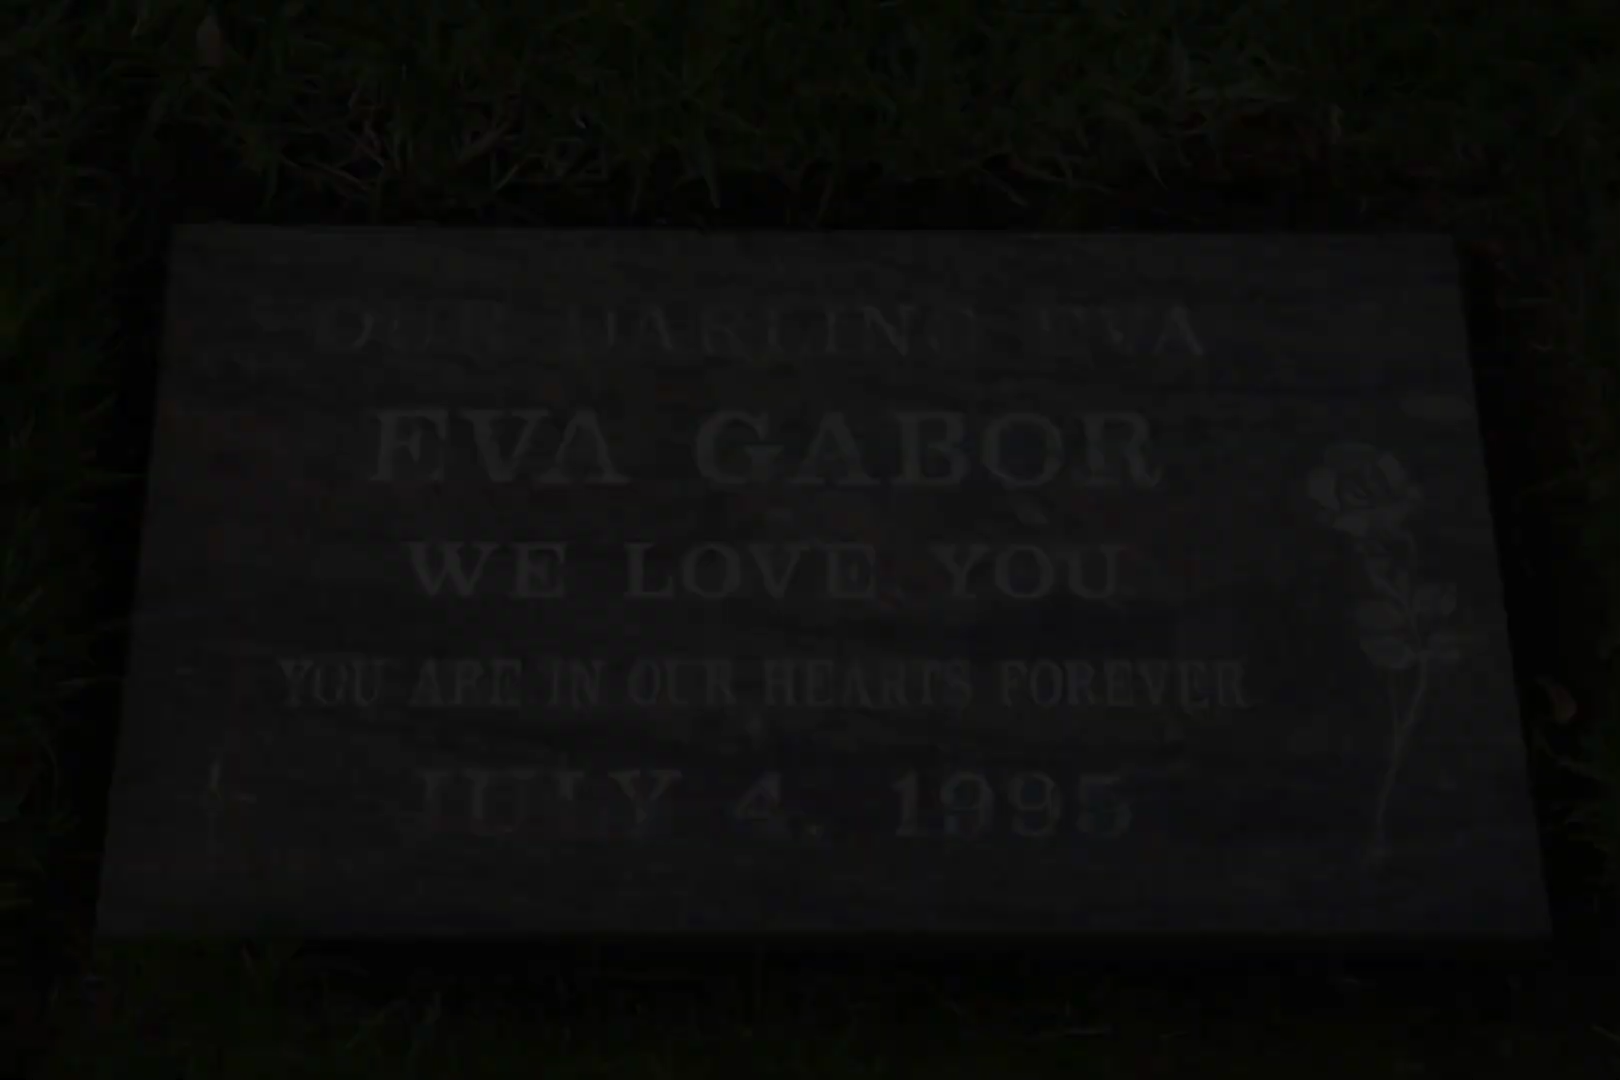 OUR DARLING EVA
EVA GABOR
WE LOVE YOU
YOU ARE IN OUR HEARTS FOREVER
JULY 4, 1995